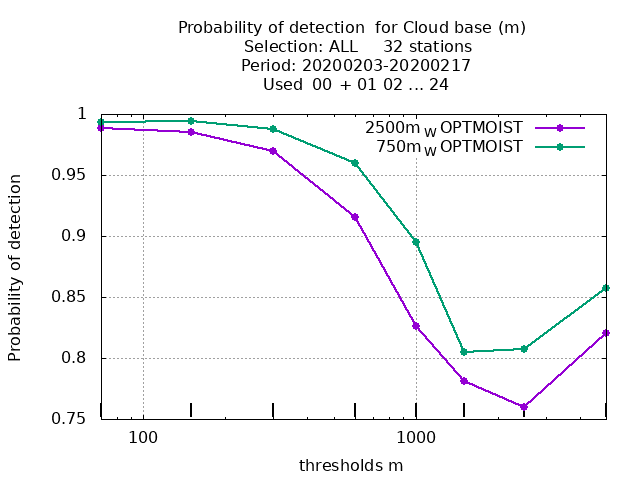 Probability of detection  for Cloud base (m)
Selection: ALL     32 stations
Period: 20200203-20200217
Used  00  + 01 02 ... 24
2500m W OPTMOIST
750m W OPTMOIST
Probability of detection
1
0.95
0.9
0.85
0.8
0.75
100
1000
thresholds m